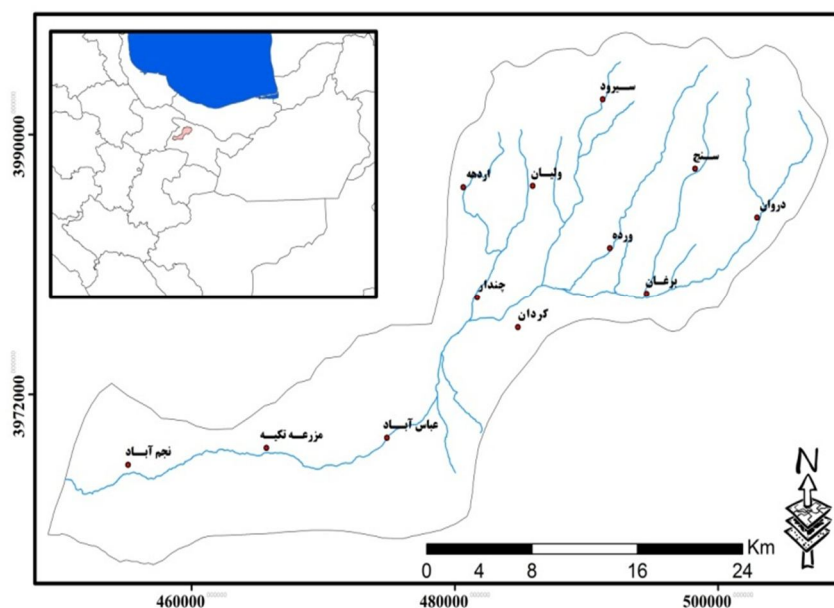 3990000
3972000
سیرود
سنج
ولیان
اردهه
دروان
ورده
برغان
چندار
کردان
عباس آباد
مزرعه تکیه
نجم آباد
N
Km
0 4 8 16 24
460000 480000 500000